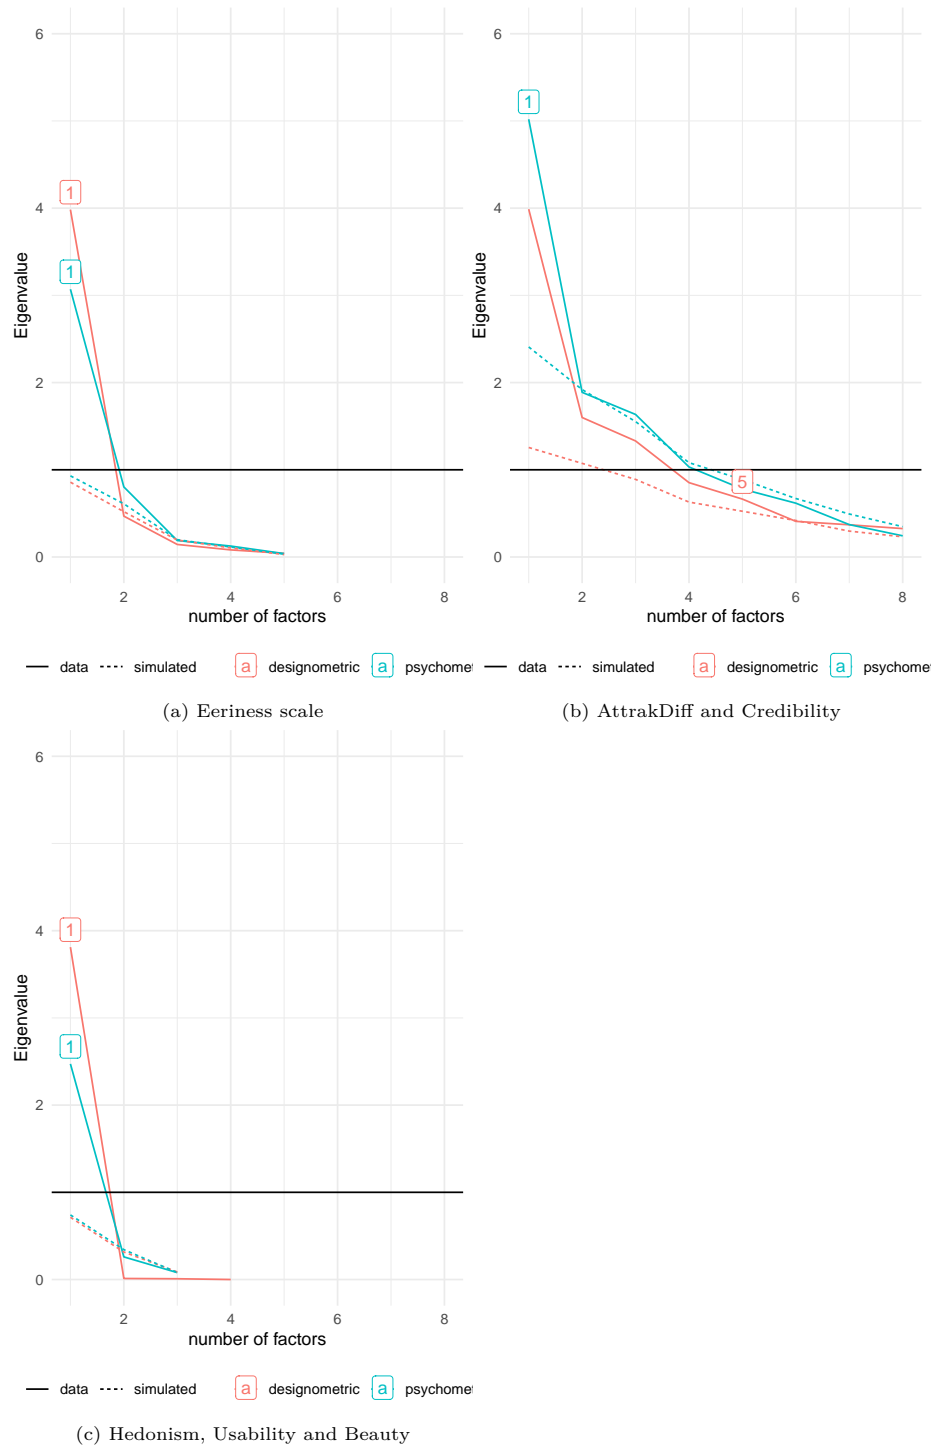 6
4
2
0
Eigenvalue
1
1
2 4 6 8
number of factors
data simulated a designometric a psychomet
(a) Eeriness scale
6
4
2
0
Eigenvalue
1
5
2 4 6 8
number of factors
data simulated a designometric a psychomet
(b) AttrakDiff and Credibility
6
4
2
0
Eigenvalue
1
1
2 4 6 8
number of factors
data simulated a designometric a psychomet
(c) Hedonism, Usability and Beauty